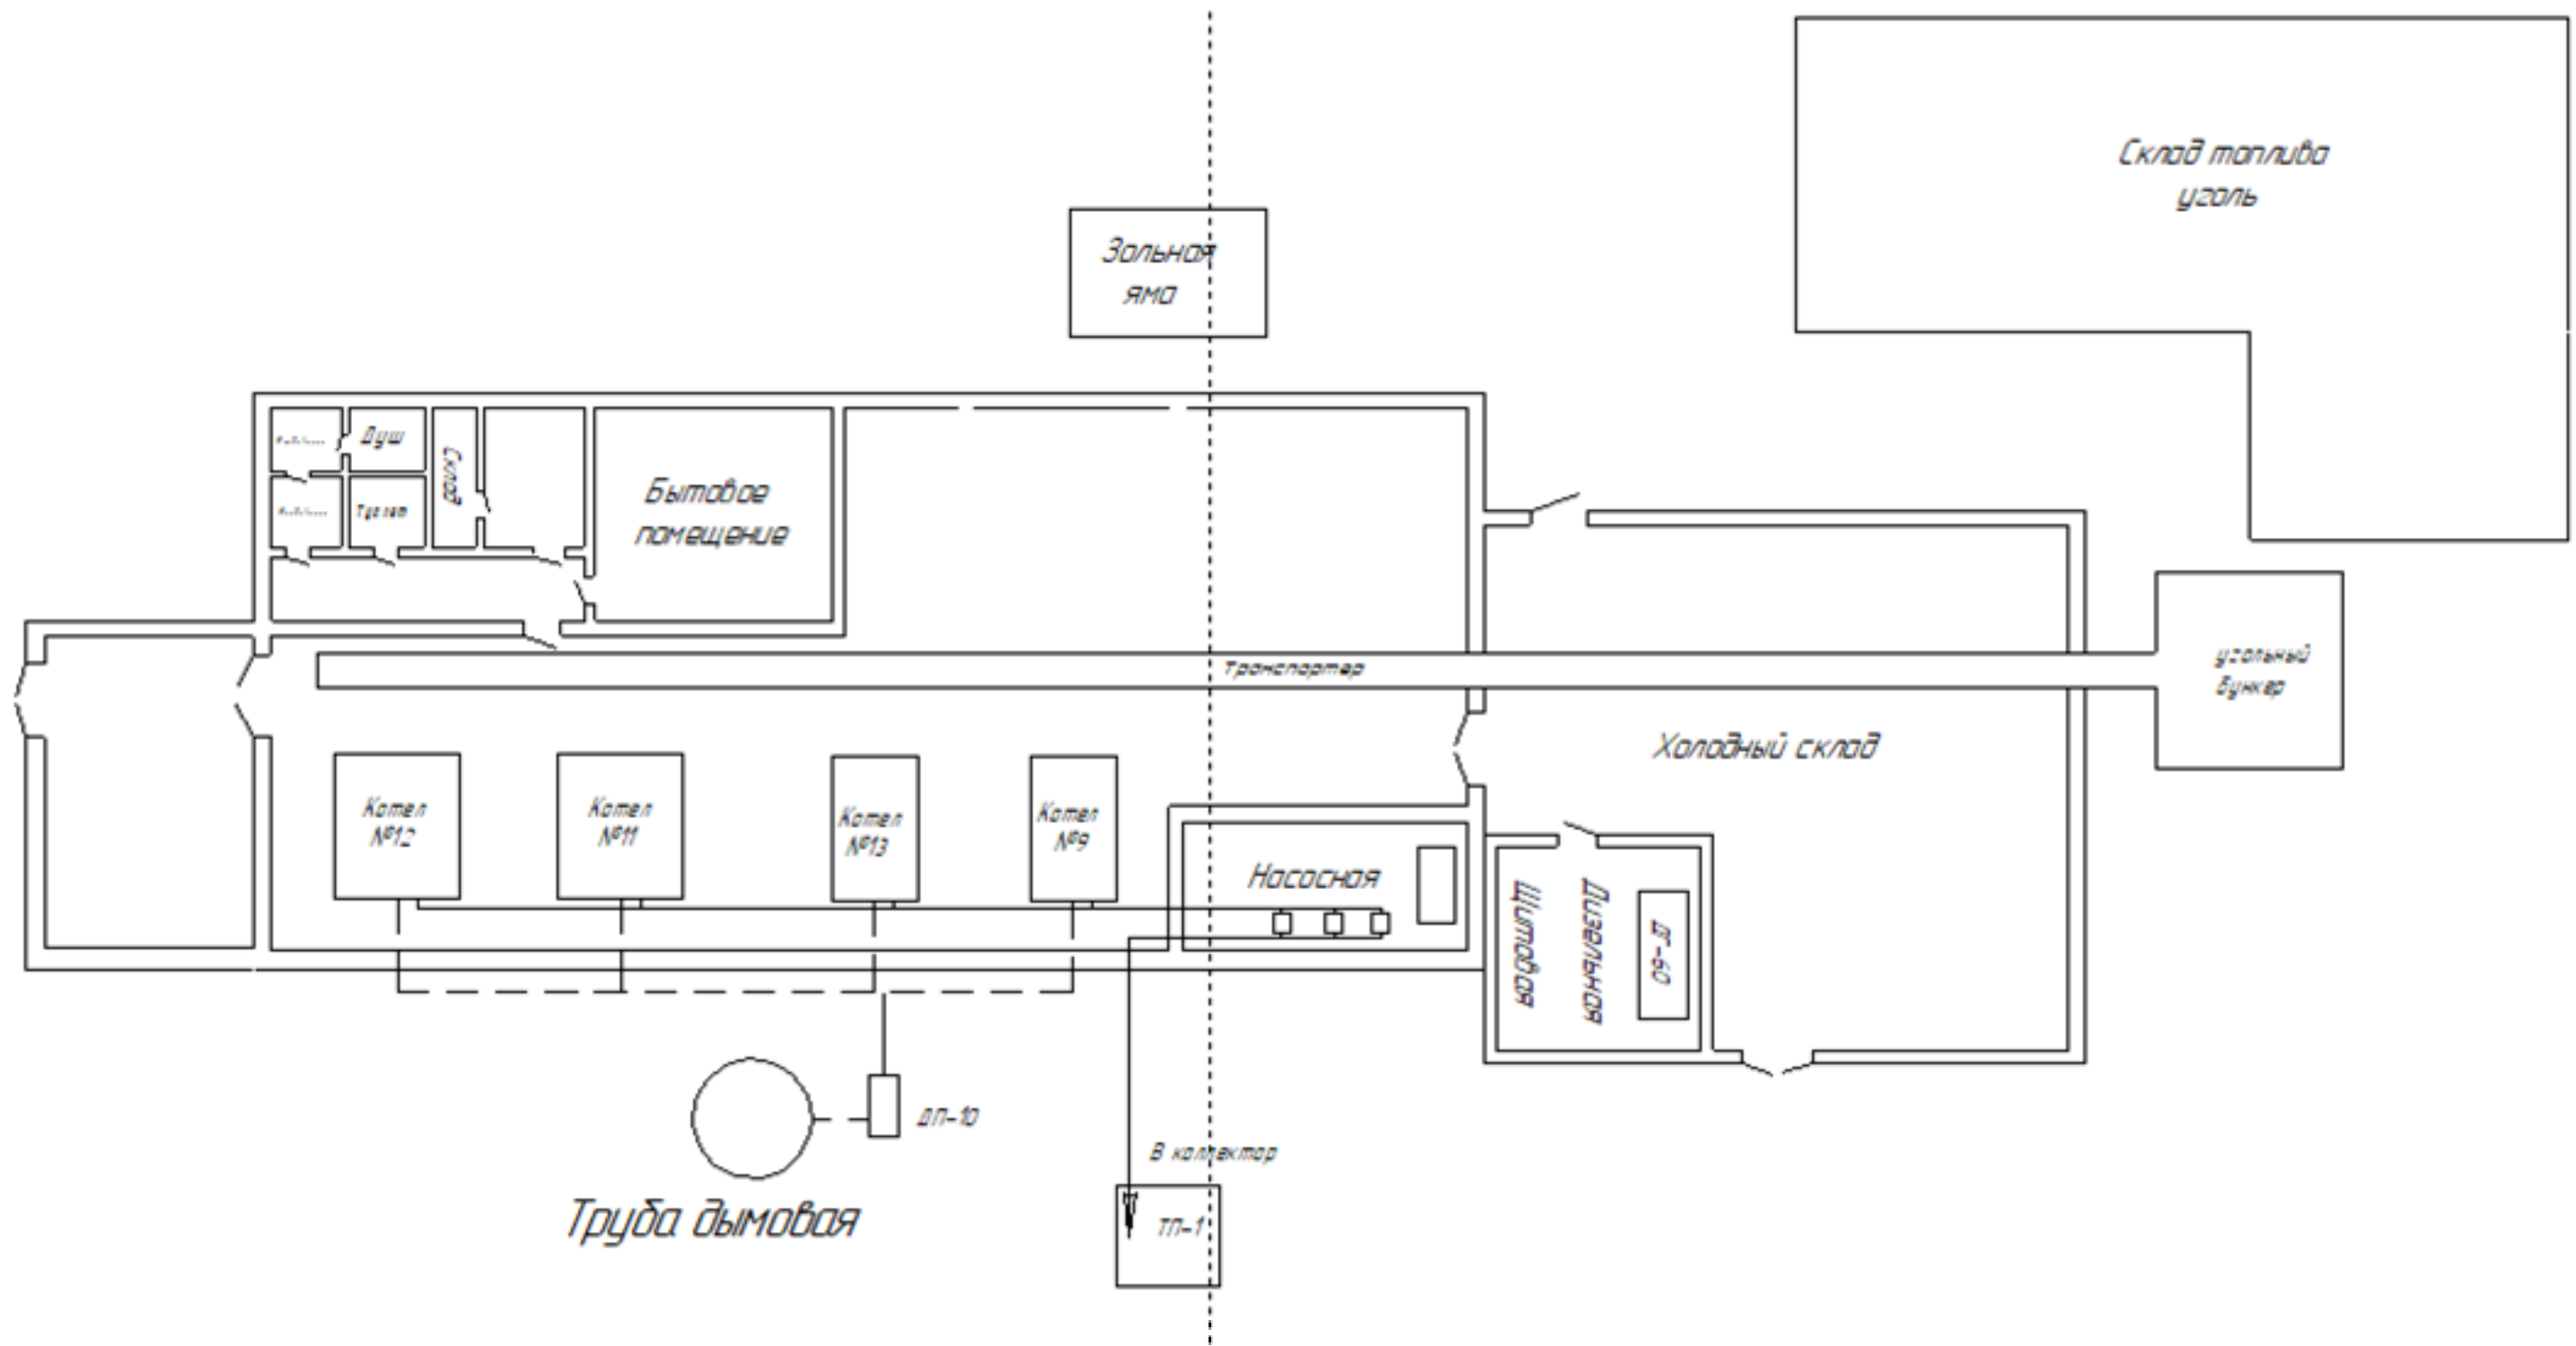 Склад топлива
уголь
Зольная
яма
Душ
Склад
Туалет
Бытовое
помещение
Транспортер
угольный
бункер
Холодный склад
Котел
№12
Котел
№11
Котел
№13
Котел
№9
Насосная
Щитовая
Дизельная
ДГ-60
ДП-10
В коллектор
ТП-1
Труба дымовая